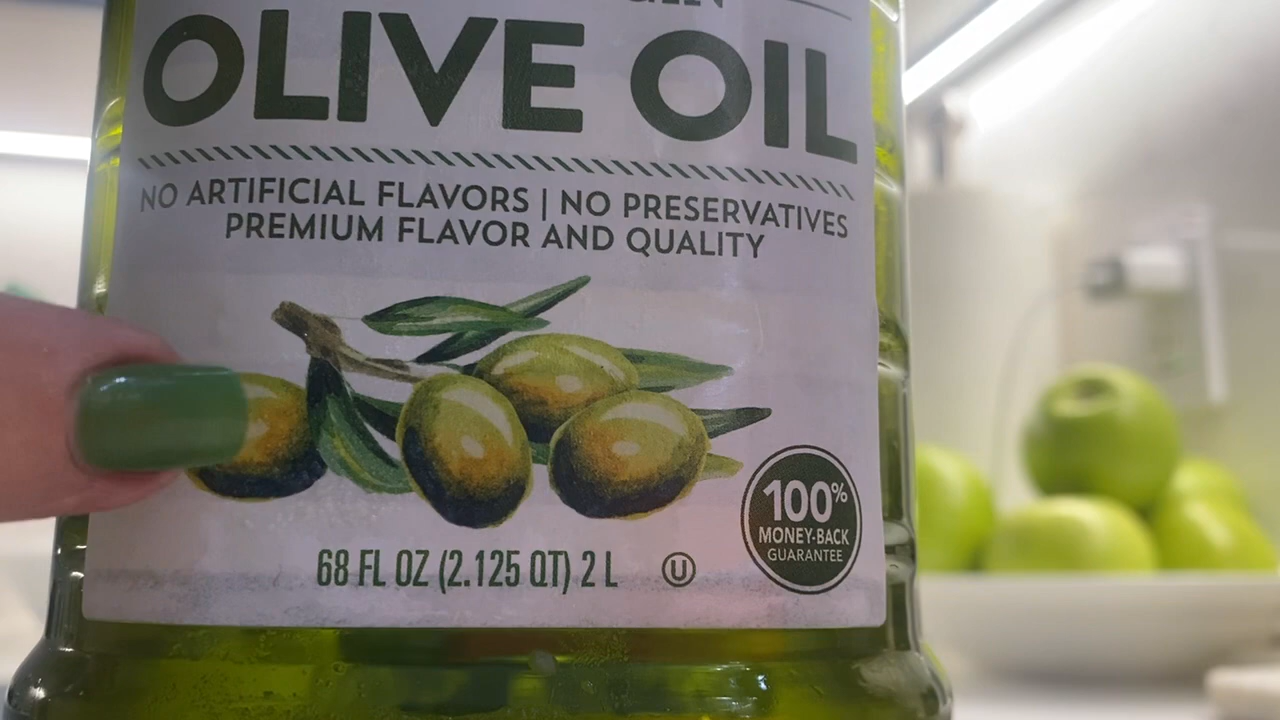 OLIVE OIL
NO ARTIFICIAL FLAVORS | NO PRESERVATIVES
PREMIUM FLAVOR AND QUALITY
100%
MONEY-BACK
GUARANTEE
68 FL OZ (2.125 QT) 2 L U